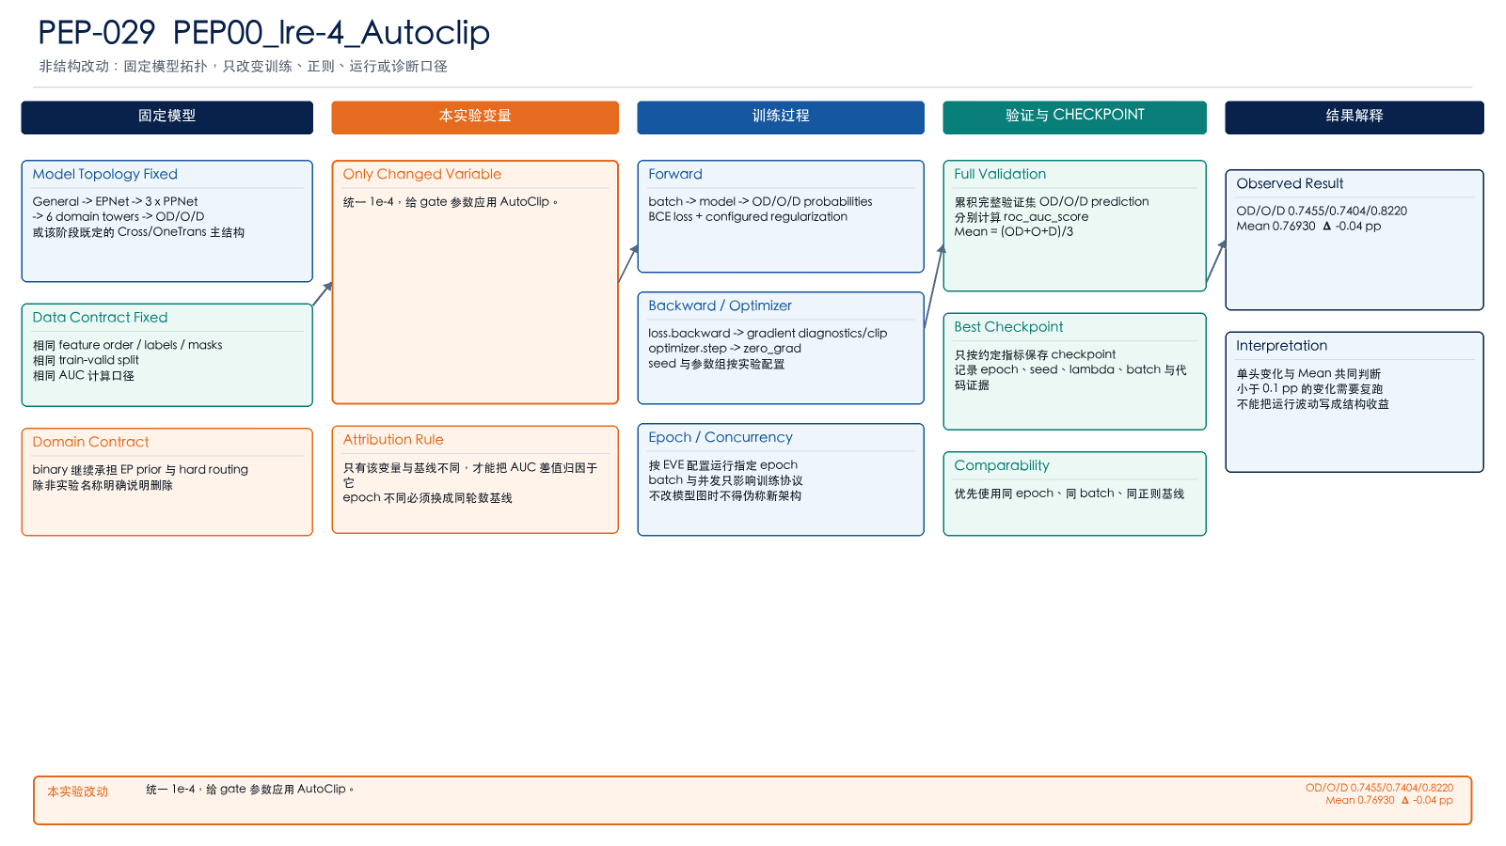 PEP-029  PEP00_lre-4_Autoclip
非结构改动：固定模型拓扑，只改变训练、正则、运行或诊断口径
固定模型
Model Topology Fixed
General -> EPNet -> 3 x PPNet
-> 6 domain towers -> OD/O/D
或该阶段既定的 Cross/OneTrans 主结构
Data Contract Fixed
相同 feature order / labels / masks
相同 train-valid split
相同 AUC 计算口径
Domain Contract
binary 继续承担 EP prior 与 hard routing
除非实验名称明确说明删除
本实验变量
Only Changed Variable
统一 1e-4，给 gate 参数应用 AutoClip。
Attribution Rule
只有该变量与基线不同，才能把 AUC 差值归因于
它
epoch 不同必须换成同轮数基线
训练过程
Forward
batch -> model -> OD/O/D probabilities
BCE loss + configured regularization
Backward / Optimizer
loss.backward -> gradient diagnostics/clip
optimizer.step -> zero_grad
seed 与参数组按实验配置
Epoch / Concurrency
按 EVE 配置运行指定 epoch
batch 与并发只影响训练协议
不改模型图时不得伪称新架构
验证与 CHECKPOINT
Full Validation
累积完整验证集 OD/O/D prediction
分别计算 roc_auc_score
Mean = (OD+O+D)/3
Best Checkpoint
只按约定指标保存 checkpoint
记录 epoch、seed、lambda、batch 与代
码证据
Comparability
优先使用同 epoch、同 batch、同正则基线
结果解释
Observed Result
OD/O/D 0.7455/0.7404/0.8220
Mean 0.76930  Δ -0.04 pp
Interpretation
单头变化与 Mean 共同判断
小于 0.1 pp 的变化需要复跑
不能把运行波动写成结构收益
本实验改动
统一 1e-4，给 gate 参数应用 AutoClip。
OD/O/D 0.7455/0.7404/0.8220
Mean 0.76930  Δ -0.04 pp